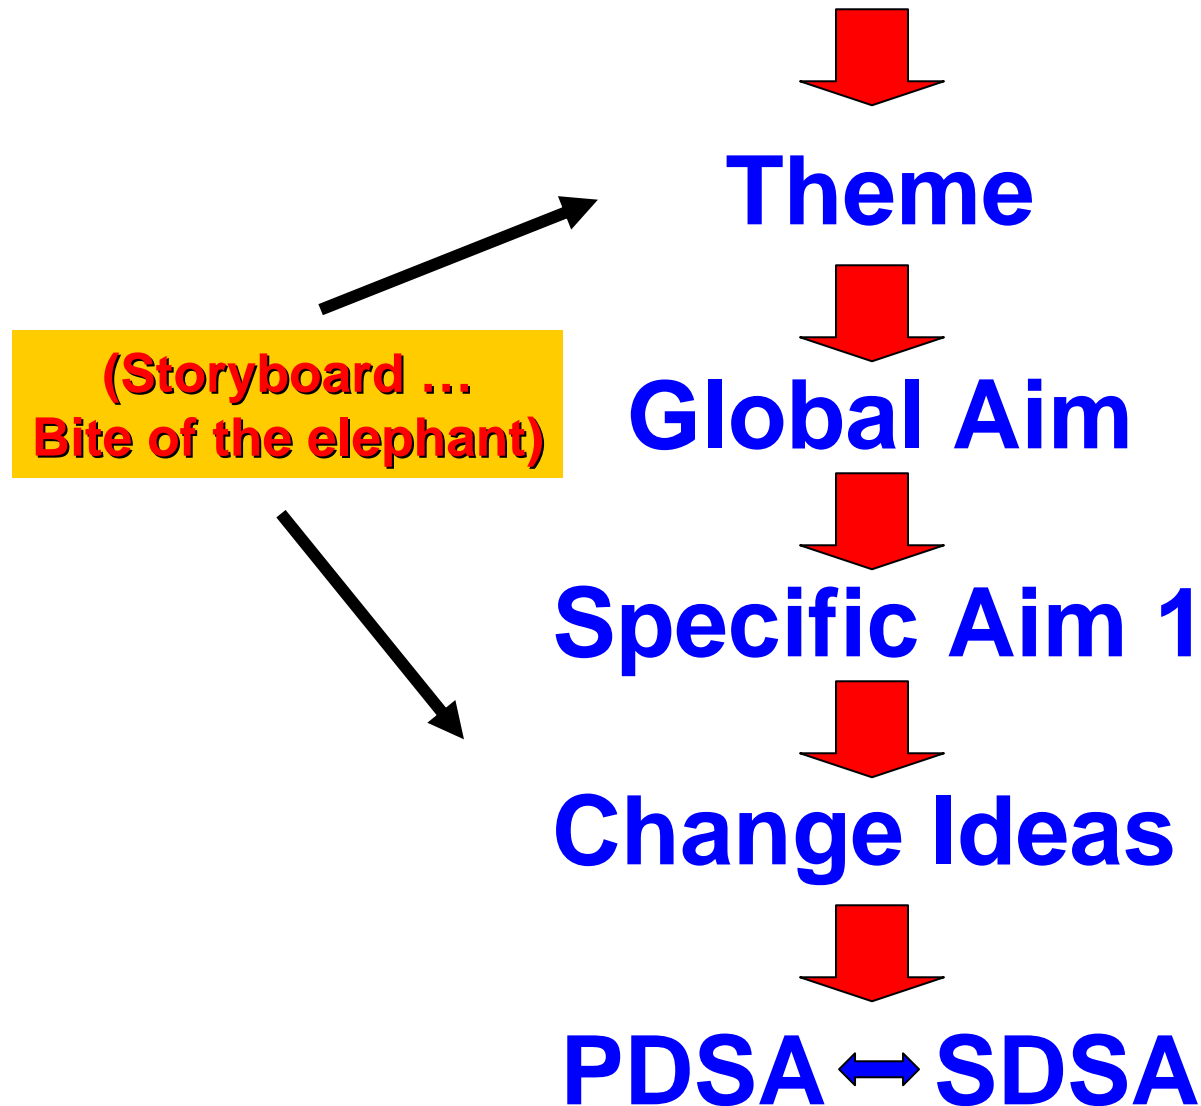 Theme
(Storyboard …
Bite of the elephant)
Global Aim
Specific Aim 1
Change Ideas
PDSA
SDSA